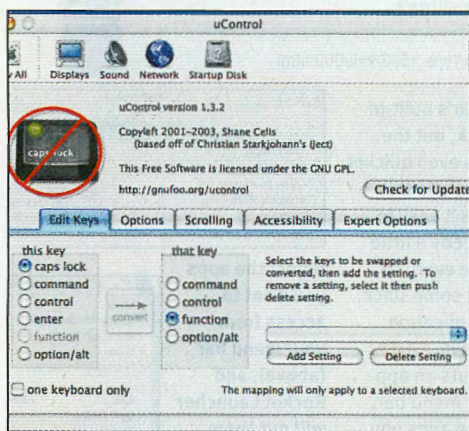 uControl
All
Displays Sound Network Startup Disk
caps lock
uControl version 1.3.2
Copyleft 2001–2003, Shane Celis
(based off of Christian Starkjohann's iJect)
This Free Software is licensed under the GNU GPL.
http://gnufoo.org/ucontrol
Check for Update
Edit Keys Options Scrolling Accessibility Expert Options
this key
caps lock
command
control
enter
function
option/alt
convert
that key
command
control
function
option/alt
Select the keys to be swapped or
converted, then add the setting. To
remove a setting, select it then push
delete setting.
Add Setting Delete Setting
one keyboard only
The mapping will only apply to a selected keyboard.